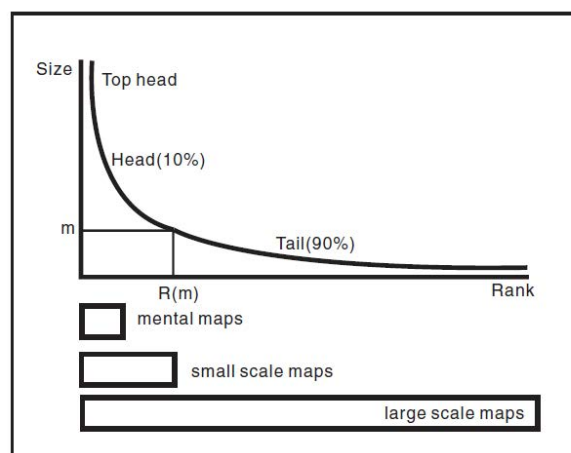 Size
Top head
Head(10%)
m
Tail(90%)
R(m)
Rank
mental maps
small scale maps
large scale maps